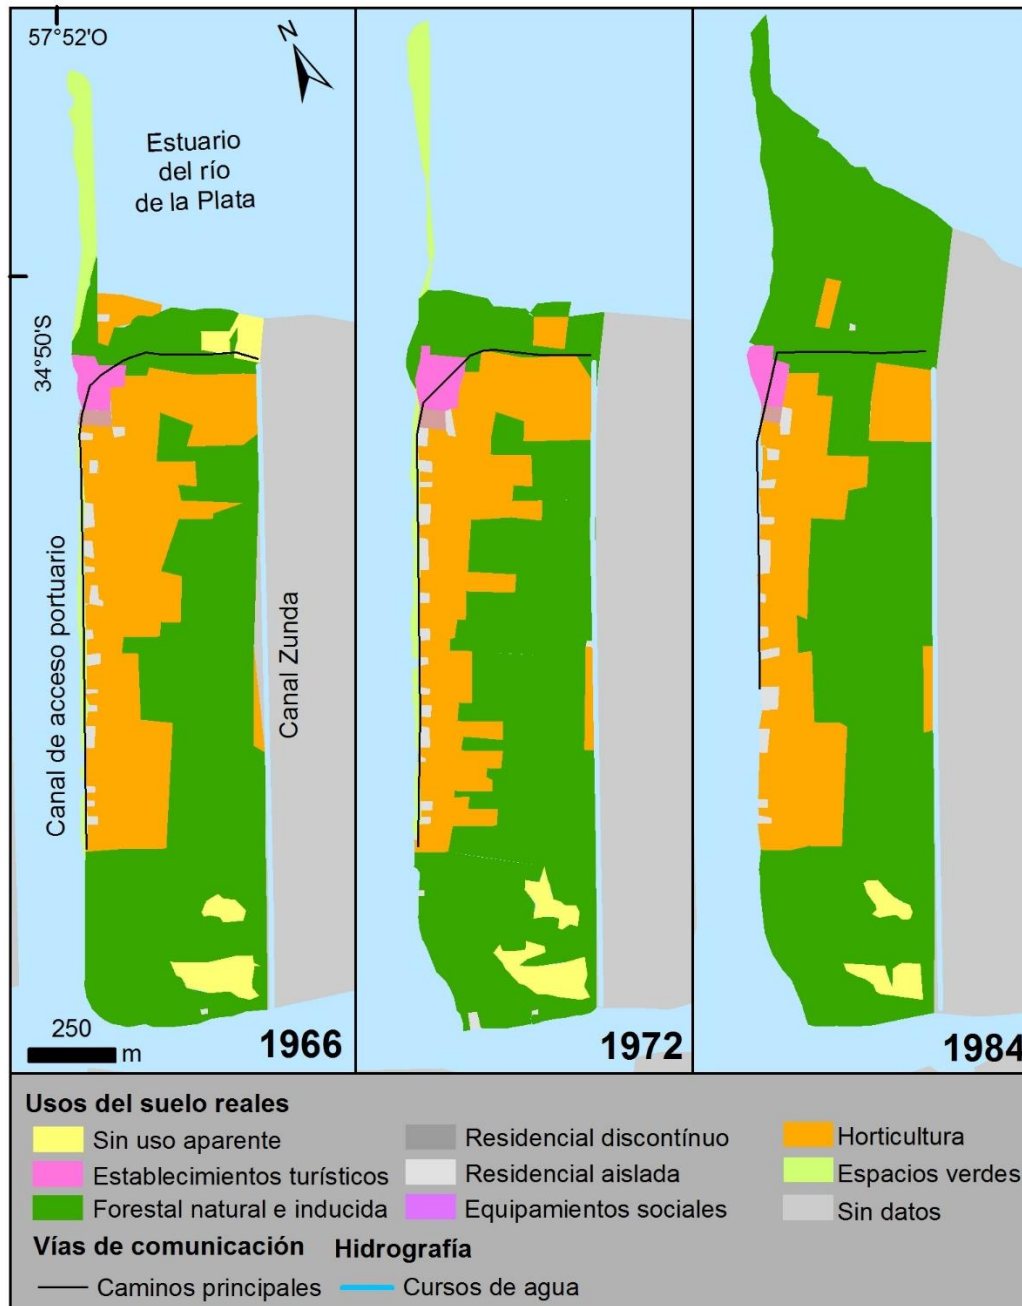 57°52'O
N
Estuario
del río
de la Plata
34°50'S
Canal de acceso portuario
Canal Zunda
250
m
1966
1972
1984
Usos del suelo reales
Sin uso aparente
Establecimientos turísticos
Forestal natural e inducida
Residencial discontínuo
Residencial aislada
Equipamientos sociales
Horticultura
Espacios verdes
Sin datos
Vías de comunicación
Caminos principales
Hidrografía
Cursos de agua